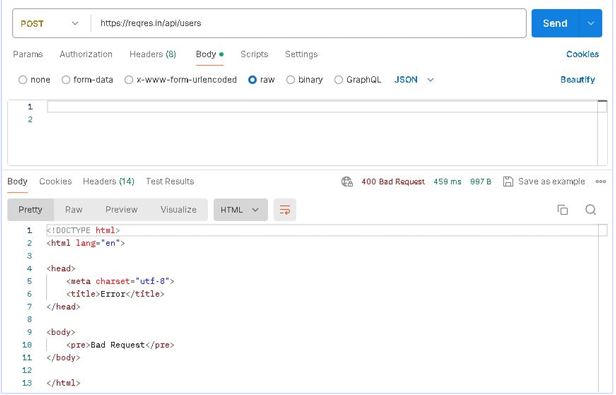 POST https://reqres.in/api/users Send
Params Authorization Headers (8) Body Scripts Settings Cookies
none form-data x-www-form-urlencoded raw binary GraphQL JSON Beautify
1
2
Body Cookies Headers (14) Test Results 400 Bad Request 459 ms 997 B Save as example
Pretty Raw Preview Visualize HTML
1 <!DOCTYPE html>
2 <html lang="en">
3
4 <head>
5 <meta charset="utf-8">
6 <title>Error</title>
7 </head>
8
9 <body>
10 <pre>Bad Request</pre>
11 </body>
12
13 </html>